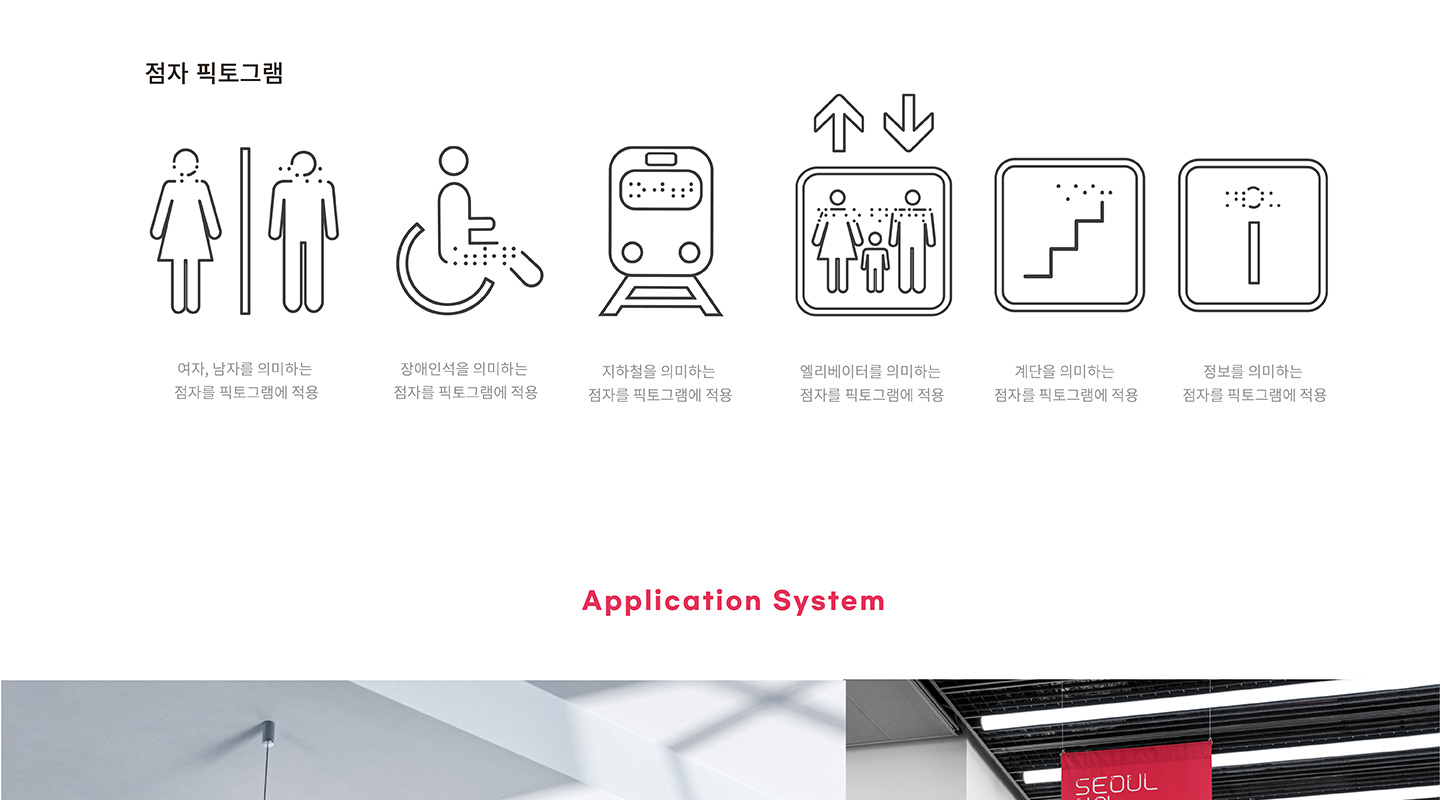 점자 픽토그램
여자, 남자를 의미하는
점자를 픽토그램에 적용
장애인석을 의미하는
점자를 픽토그램에 적용
지하철을 의미하는
점자를 픽토그램에 적용
엘리베이터를 의미하는
점자를 픽토그램에 적용
계단을 의미하는
점자를 픽토그램에 적용
정보를 의미하는
점자를 픽토그램에 적용
Application System
SEOUL